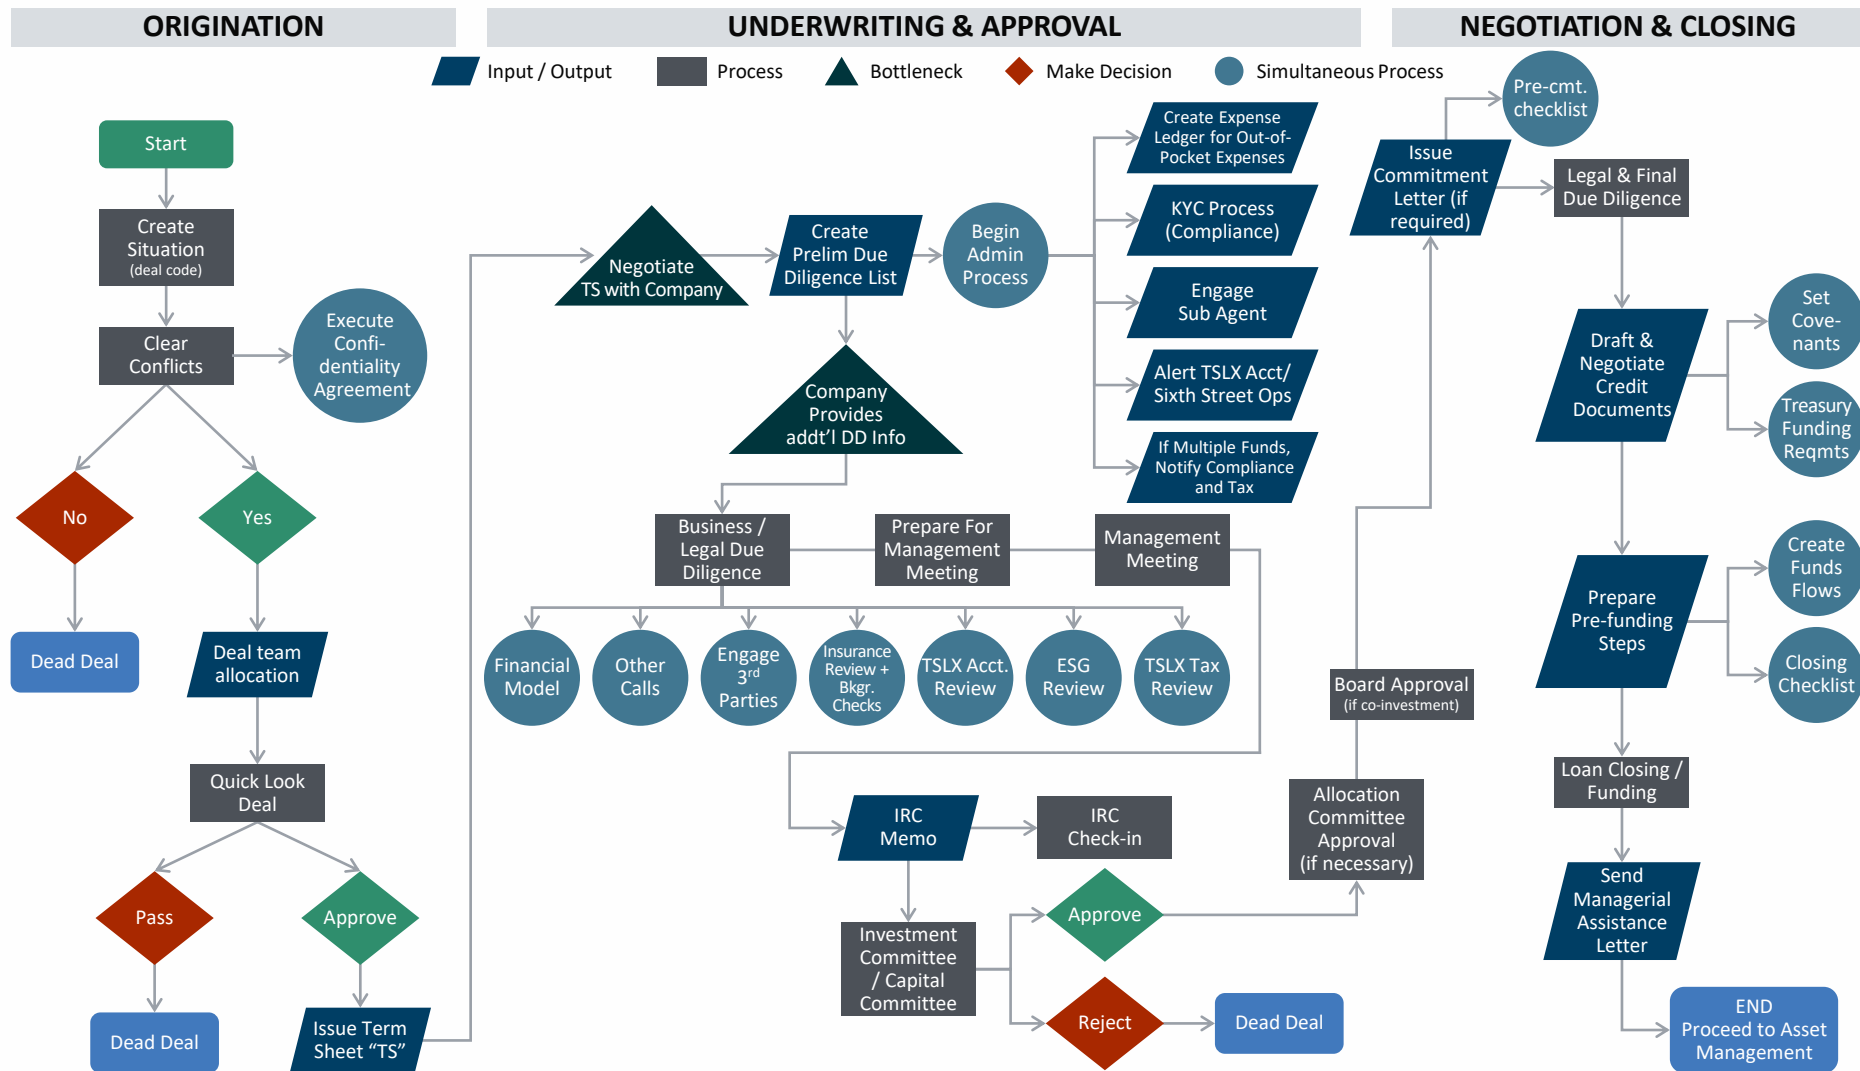 ORIGINATION
UNDERWRITING & APPROVAL
NEGOTIATION & CLOSING
Input / Output
Process
Bottleneck
Make Decision
Simultaneous Process
Start
Create
Situation
(deal code)
Clear
Conflicts
Execute
Confi-
dentiality
Agreement
No
Yes
Dead Deal
Deal team
allocation
Quick Look
Deal
Pass
Approve
Dead Deal
Issue Term
Sheet “TS”
Negotiate
TS with Company
Create
Prelim Due
Diligence List
Begin
Admin
Process
Create Expense
Ledger for Out-of-
Pocket Expenses
KYC Process
(Compliance)
Engage
Sub Agent
Alert TSLX Acct/
Sixth Street Ops
If Multiple Funds,
Notify Compliance
and Tax
Company
Provides
addt’l DD Info
Business /
Legal Due
Diligence
Prepare For
Management
Meeting
Management
Meeting
Financial
Model
Other
Calls
Engage
3rd
Parties
Insurance
Review +
Bkgr.
Checks
TSLX Acct.
Review
ESG
Review
TSLX Tax
Review
IRC
Memo
IRC
Check-in
Investment
Committee
/ Capital
Committee
Approve
Reject
Dead Deal
Allocation
Committee
Approval
(if necessary)
Board Approval
(if co-investment)
Issue
Commitment
Letter (if
required)
Pre-cmt.
checklist
Legal & Final
Due Diligence
Draft &
Negotiate
Credit
Documents
Set
Cove-
nants
Treasury
Funding
Reqmts
Prepare
Pre-funding
Steps
Create
Funds
Flows
Closing
Checklist
Loan Closing /
Funding
Send
Managerial
Assistance
Letter
END
Proceed to Asset
Management